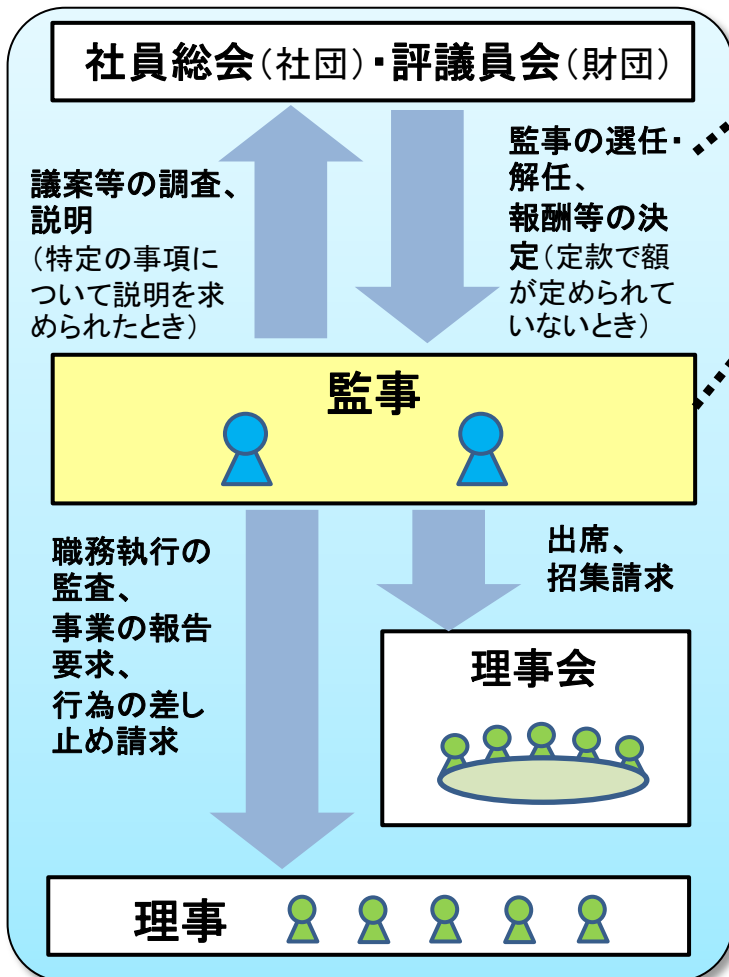 社員総会(社団)・評議員会(財団)
議案等の調査、
説明
(特定の事項に
ついて説明を求
められたとき)
監事の選任・
解任、
報酬等の決
定(定款で額
が定められて
いないとき)
監事
職務執行の
監査、
事業の報告
要求、
行為の差し
止め請求
出席、
招集請求
理事会
理事